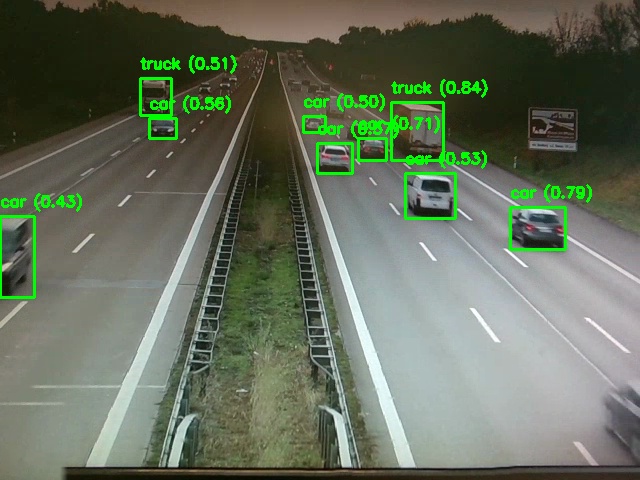 truck (0.51)
car (0.56)
car (0.50)
truck (0.84)
car (0.71)
car (0.53)
car (0.79)
car (0.43)